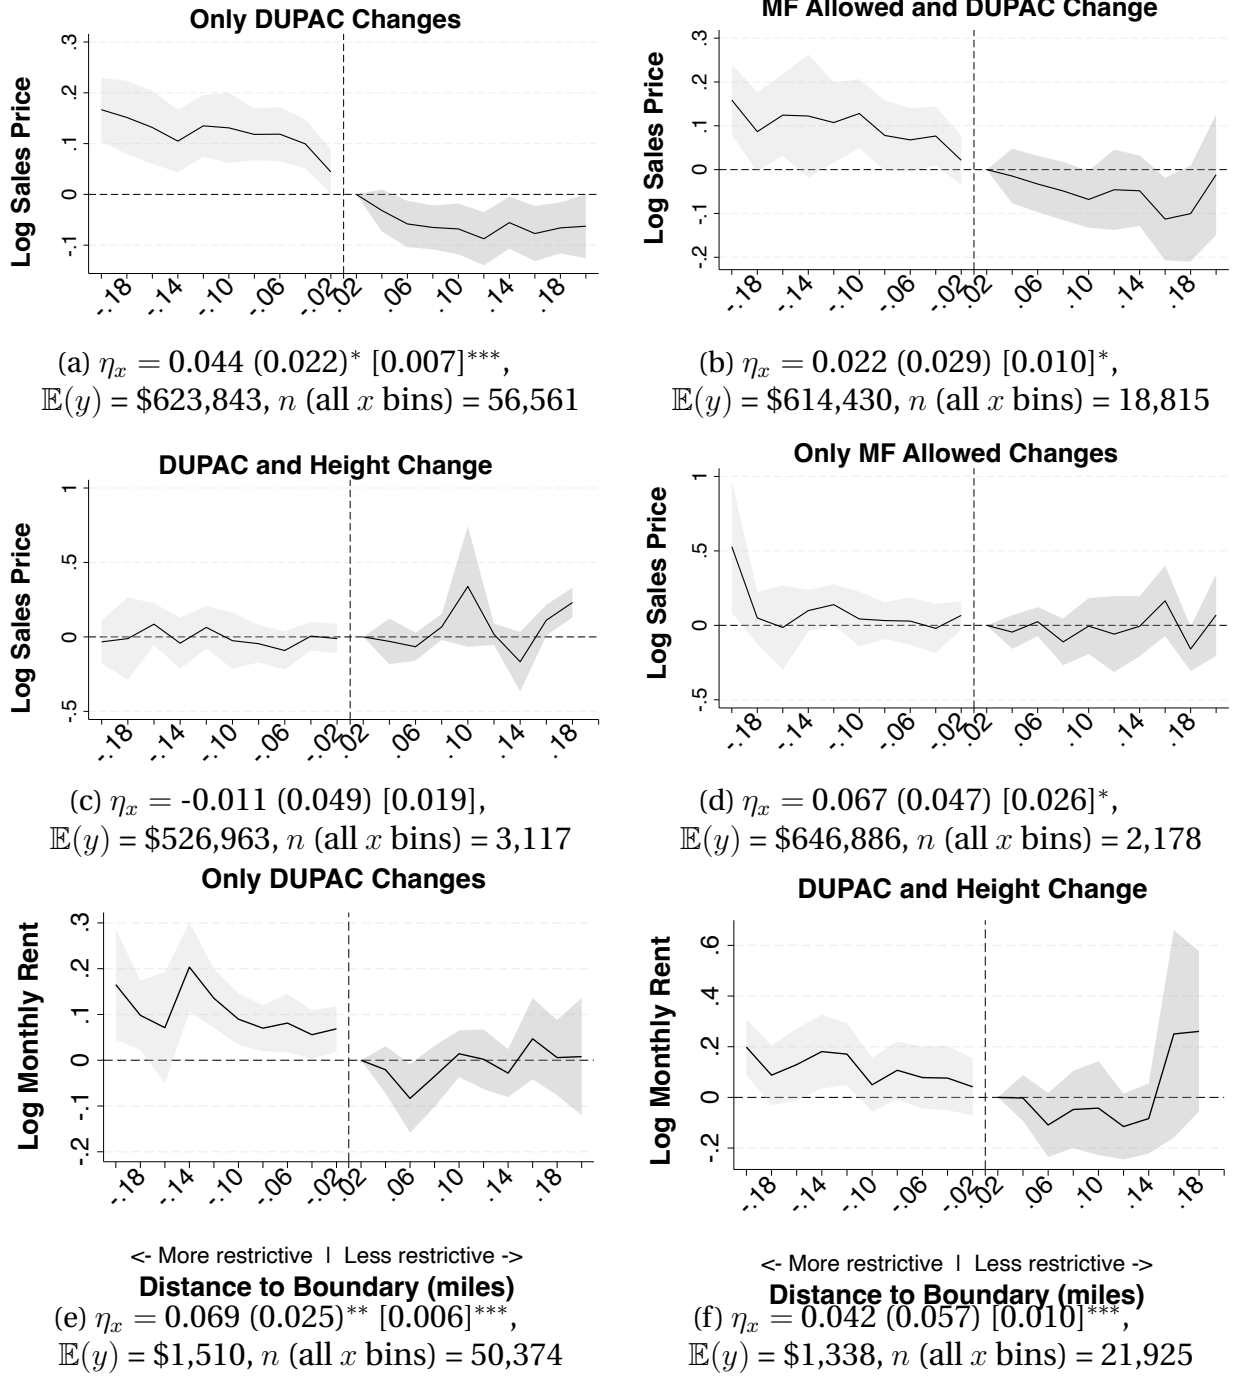 Only DUPAC Changes
Log Sales Price
.3
.2
.1
0
-.1
-.18 -.14 -.10 -.06 -.02 .02 .06 .10 .14 .18
(a) ηx = 0.044 (0.022)* [0.007]***,
𝔼(y) = $623,843, n (all x bins) = 56,561
MF Allowed and DUPAC Change
Log Sales Price
.3
.2
.1
0
-.1
-.2
-.18 -.14 -.10 -.06 -.02 .02 .06 .10 .14 .18
(b) ηx = 0.022 (0.029) [0.010]*,
𝔼(y) = $614,430, n (all x bins) = 18,815
DUPAC and Height Change
Log Sales Price
1
.5
0
-.5
-.18 -.14 -.10 -.06 -.02 .02 .06 .10 .14 .18
(c) ηx = -0.011 (0.049) [0.019],
𝔼(y) = $526,963, n (all x bins) = 3,117
Only MF Allowed Changes
Log Sales Price
1
.5
0
-.5
-.18 -.14 -.10 -.06 -.02 .02 .06 .10 .14 .18
(d) ηx = 0.067 (0.047) [0.026]*,
𝔼(y) = $646,886, n (all x bins) = 2,178
Only DUPAC Changes
Log Monthly Rent
.3
.2
.1
0
-.1
-.2
-.18 -.14 -.10 -.06 -.02 .02 .06 .10 .14 .18
<- More restrictive | Less restrictive ->
Distance to Boundary (miles)
(e) ηx = 0.069 (0.025)** [0.006]***,
𝔼(y) = $1,510, n (all x bins) = 50,374
DUPAC and Height Change
Log Monthly Rent
.6
.4
.2
0
-.2
-.18 -.14 -.10 -.06 -.02 .02 .06 .10 .14 .18
<- More restrictive | Less restrictive ->
Distance to Boundary (miles)
(f) ηx = 0.042 (0.057) [0.010]***,
𝔼(y) = $1,338, n (all x bins) = 21,925